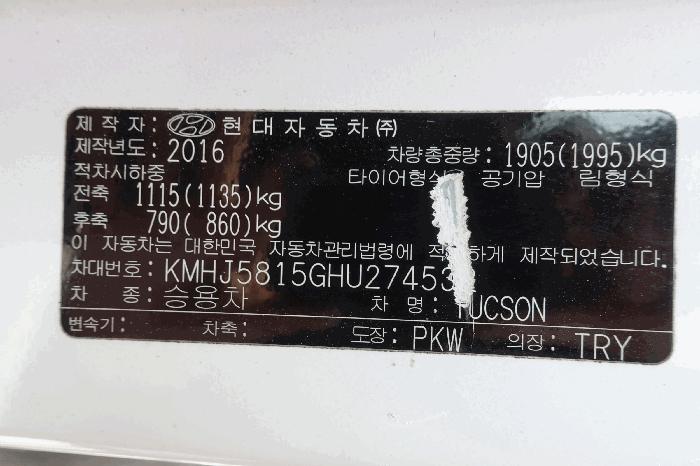 제 작 자: HYUNDAI 현대자동차㈜
제작년도: 2016 차량총중량: 1905(1995)kg
적차시하중 타이어형식 공기압 림형식
전축 1115(1135)kg
후축 790( 860)kg
이 자동차는 대한민국 자동차관리법령에 적합하게 제작되었습니다.
차대번호:
차 종: 승용차 차 명: TUCSON
변속기: 차축: 도장: PKW 의장: TRY